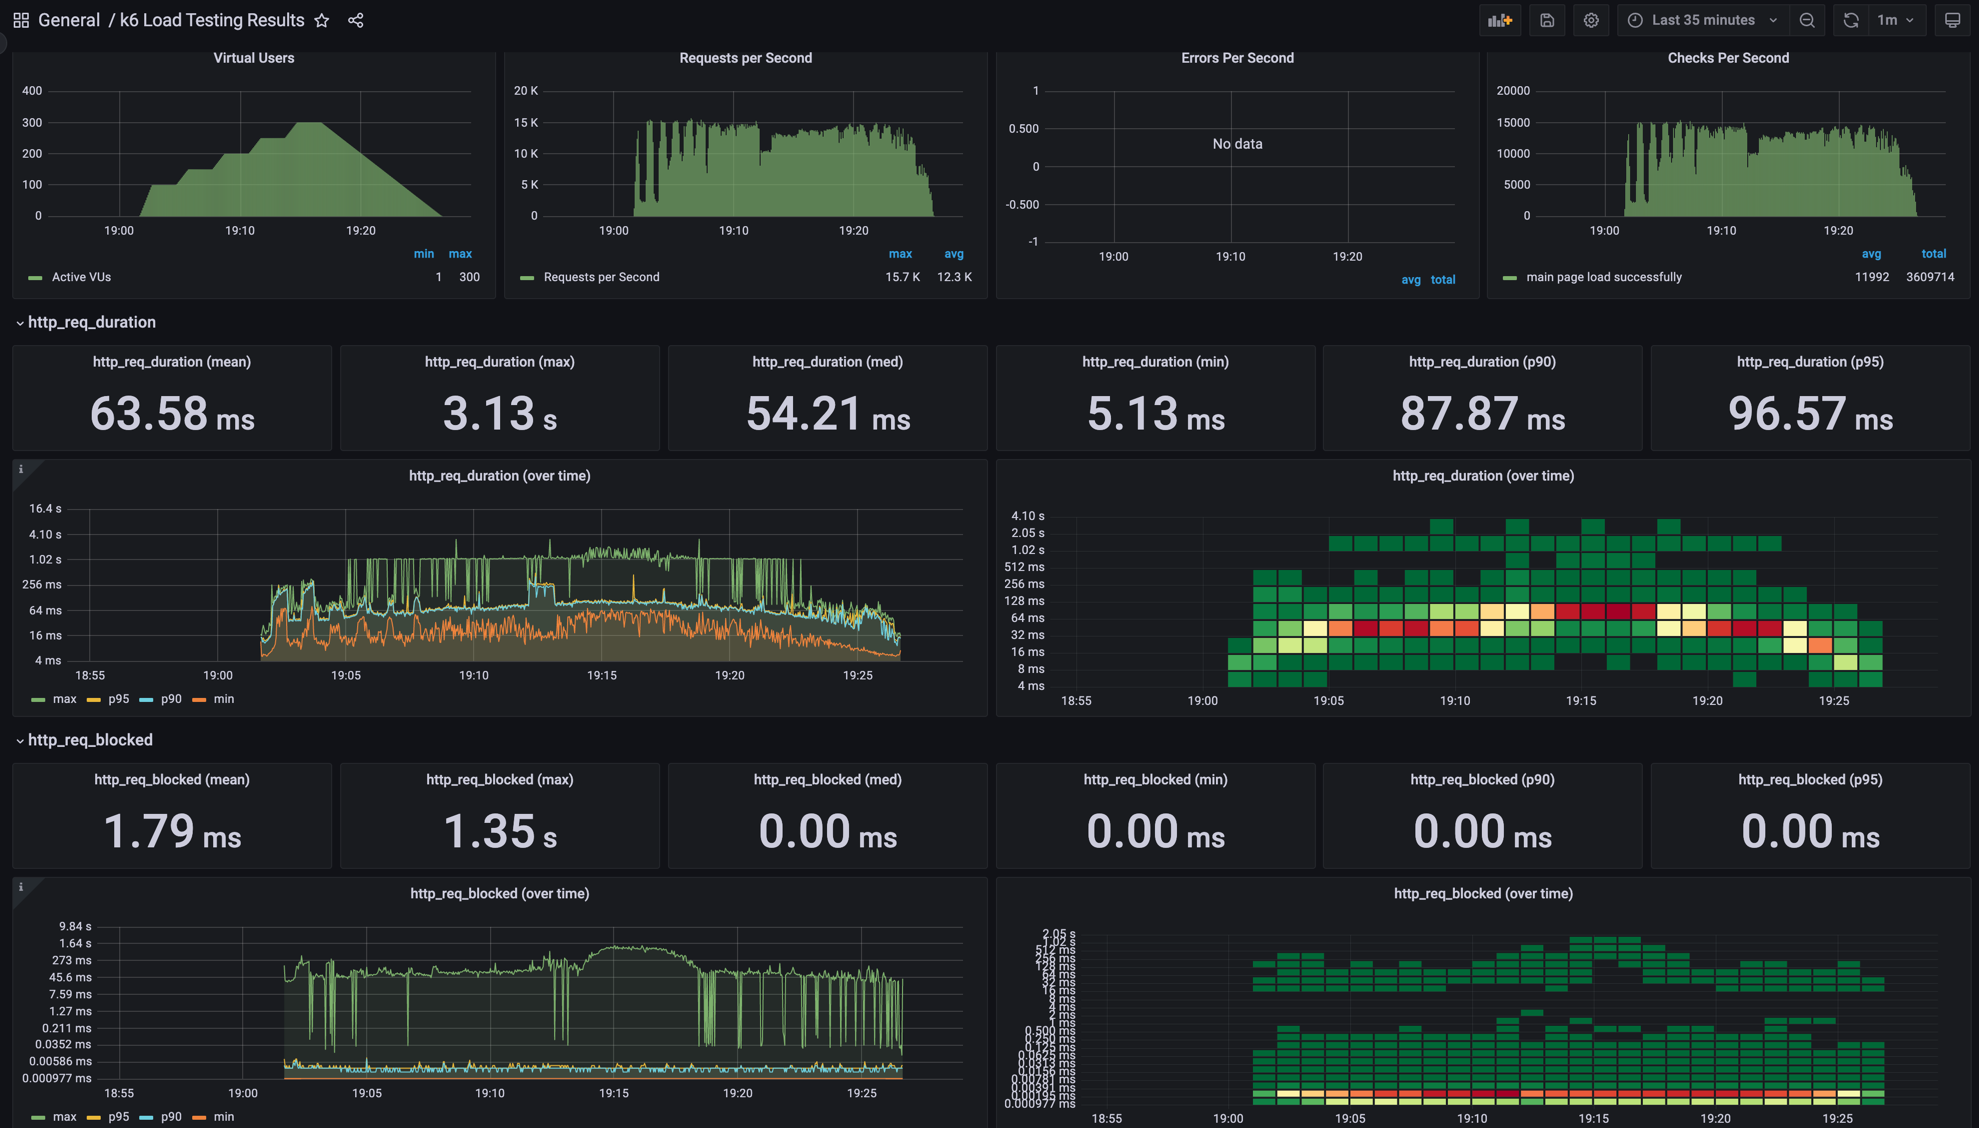 General / k6 Load Testing Results
Last 35 minutes
1m
Virtual Users
400
300
200
100
0
19:00 19:10 19:20
min max
Active VUs 1 300
Requests per Second
20 K
15 K
10 K
5 K
0
19:00 19:10 19:20
max avg
Requests per Second 15.7 K 12.3 K
Errors Per Second
1
0.500
0
-0.500
-1
No data
19:00 19:10 19:20
avg total
Checks Per Second
20000
15000
10000
5000
0
19:00 19:10 19:20
avg total
main page load successfully 11992 3609714
http_req_duration
http_req_duration (mean)
63.58 ms
http_req_duration (max)
3.13 s
http_req_duration (med)
54.21 ms
http_req_duration (min)
5.13 ms
http_req_duration (p90)
87.87 ms
http_req_duration (p95)
96.57 ms
i
http_req_duration (over time)
16.4 s
4.10 s
1.02 s
256 ms
64 ms
16 ms
4 ms
18:55 19:00 19:05 19:10 19:15 19:20 19:25
max p95 p90 min
http_req_duration (over time)
4.10 s
2.05 s
1.02 s
512 ms
256 ms
128 ms
64 ms
32 ms
16 ms
8 ms
4 ms
18:55 19:00 19:05 19:10 19:15 19:20 19:25
http_req_blocked
http_req_blocked (mean)
1.79 ms
http_req_blocked (max)
1.35 s
http_req_blocked (med)
0.00 ms
http_req_blocked (min)
0.00 ms
http_req_blocked (p90)
0.00 ms
http_req_blocked (p95)
0.00 ms
i
http_req_blocked (over time)
9.84 s
1.64 s
273 ms
45.6 ms
7.59 ms
1.27 ms
0.211 ms
0.0352 ms
0.00586 ms
0.000977 ms
18:55 19:00 19:05 19:10 19:15 19:20 19:25
max p95 p90 min
http_req_blocked (over time)
2.05 s
1.02 s
512 ms
256 ms
128 ms
64 ms
32 ms
16 ms
8 ms
4 ms
2 ms
1 ms
0.500 ms
0.250 ms
0.125 ms
0.0625 ms
0.0313 ms
0.0156 ms
0.00781 ms
0.00391 ms
0.00195 ms
0.000977 ms
18:55 19:00 19:05 19:10 19:15 19:20 19:25